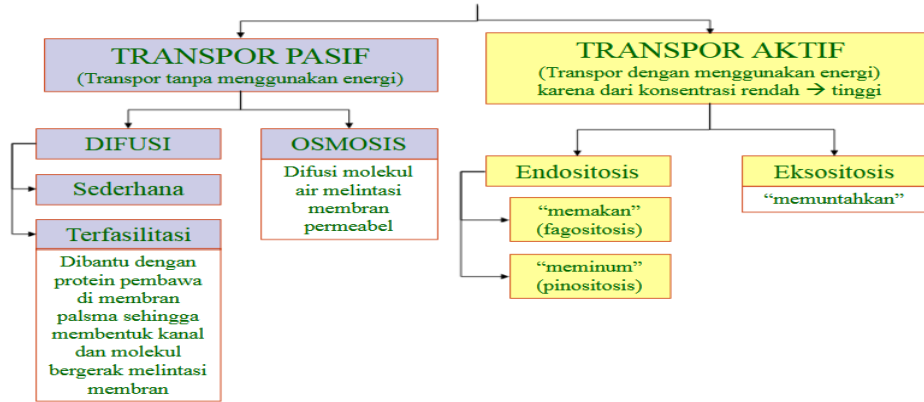 TRANSPOR PASIF
(Transpor tanpa menggunakan energi)
TRANSPOR AKTIF
(Transpor dengan menggunakan energi)
karena dari konsentrasi rendah → tinggi
DIFUSI
Sederhana
Terfasilitasi
Dibantu dengan
protein pembawa
di membran
palsma sehingga
membentuk kanal
dan molekul
bergerak melintasi
membran
OSMOSIS
Difusi molekul
air melintasi
membran
permeabel
Endositosis
“memakan”
(fagositosis)
“meminum”
(pinositosis)
Eksositosis
“memuntahkan”